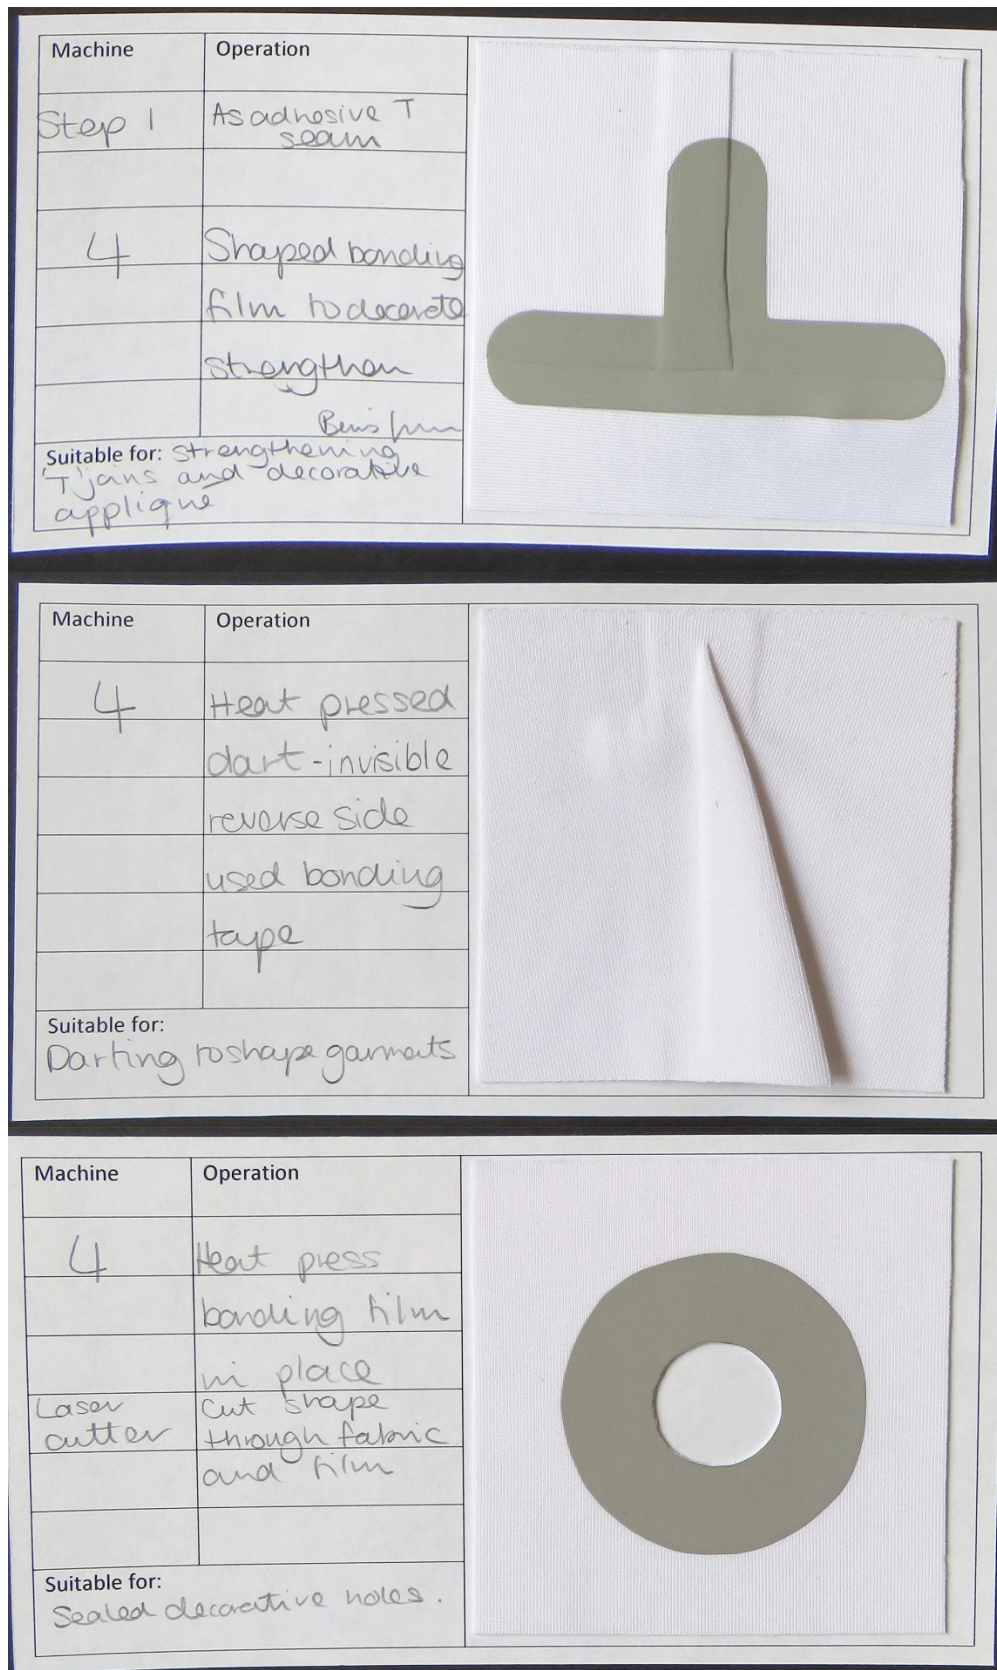 Machine Operation
Step 1 As adhesive T
seam
4 Shaped bonding
film to decorate
strengthen
Suitable for: strengthening
'T' joins and decorative
applique
Machine Operation
4 Heat pressed
dart - invisible
reverse side
used bonding
tape
Suitable for:
Darting to shape garments
Machine Operation
4 Heat press
bonding film
in place
Laser Cut shape
cutter through fabric
and film
Suitable for:
Sealed decorative holes.